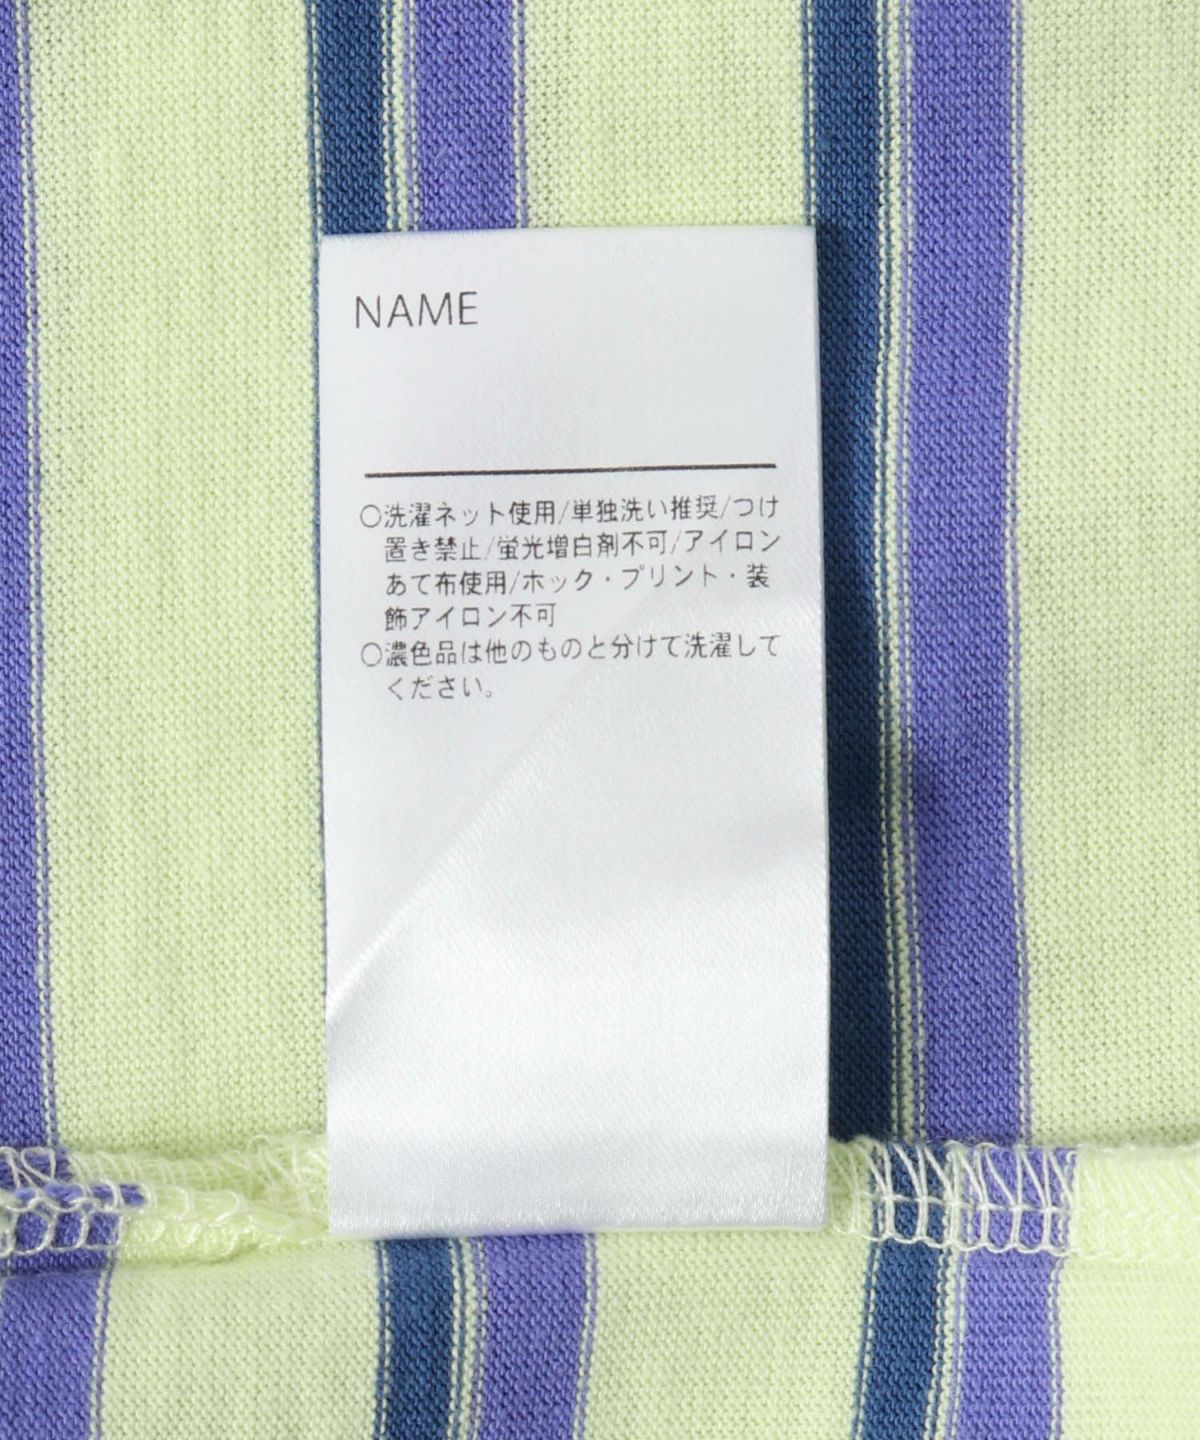 NAME
○洗濯ネット使用/単独洗い推奨/つけ
置き禁止/蛍光増白剤不可/アイロン
あて布使用/ホック・プリント・装
飾アイロン不可
○濃色品は他のものと分けて洗濯して
ください。